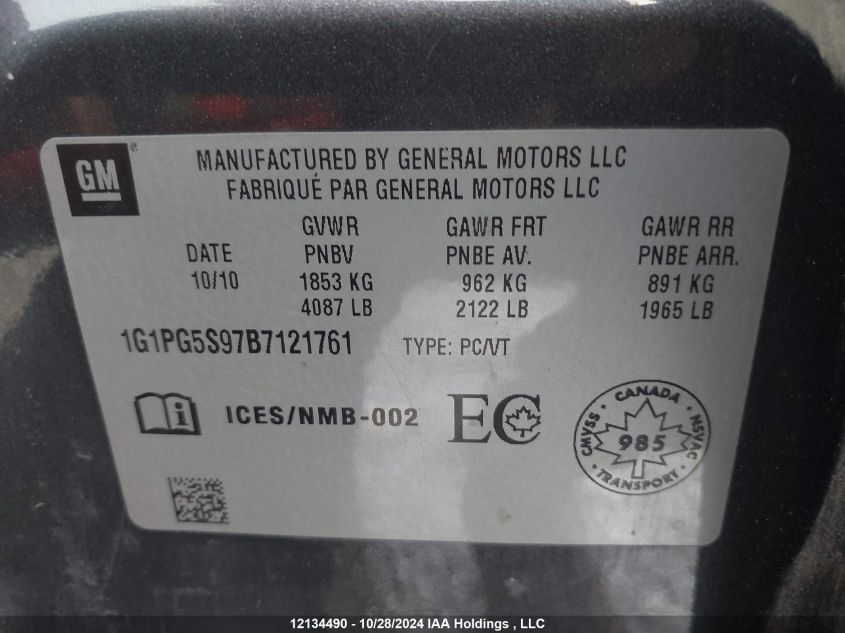 GM ®
MANUFACTURED BY GENERAL MOTORS LLC
FABRIQUÉ PAR GENERAL MOTORS LLC
GVWR GAWR FRT GAWR RR
DATE PNBV PNBE AV. PNBE ARR.
10/10 1853 KG 962 KG 891 KG
4087 LB 2122 LB 1965 LB
1G1PG5S97B7121761 TYPE: PC/VT
i ICES/NMB-002 EC
CMVSS • CANADA • NSVAC • TRANSPORT •
985
12134490 - 10/28/2024 IAA Holdings , LLC